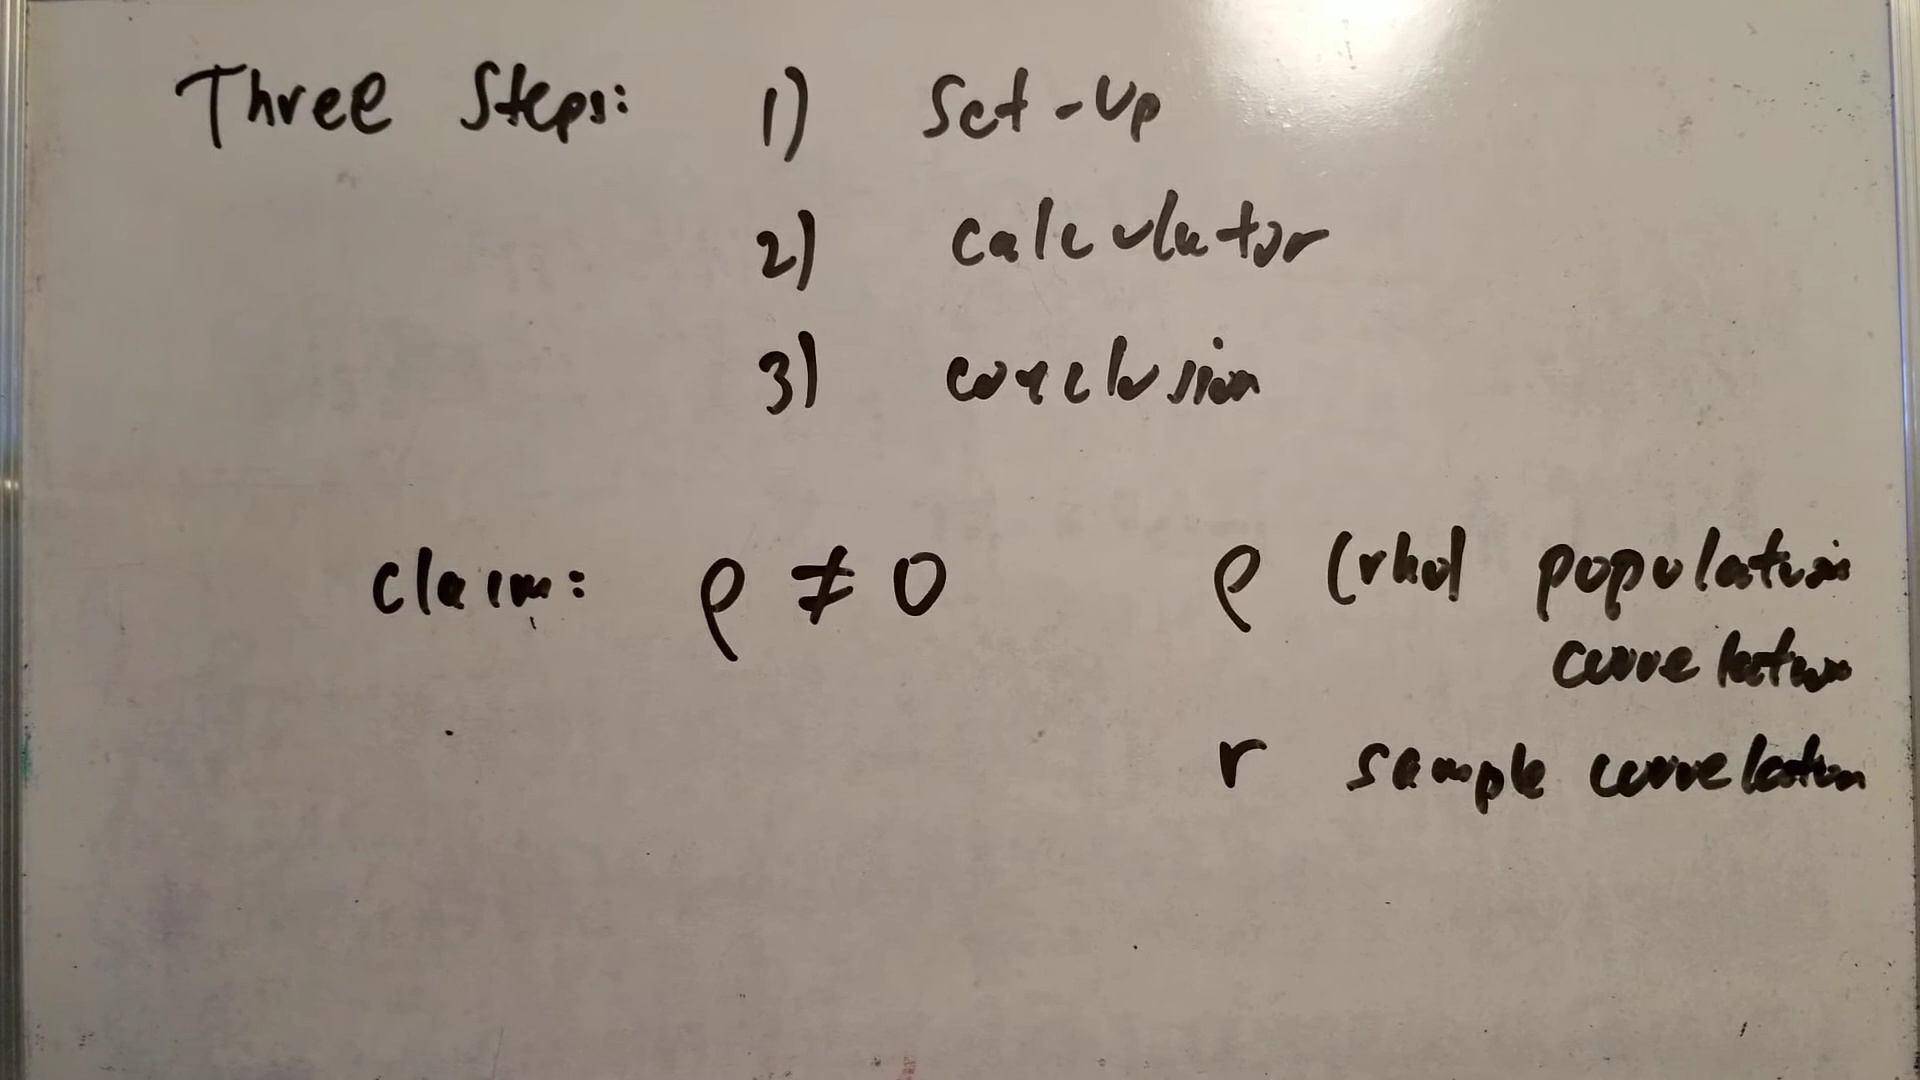 Three Steps: 1) Set-Up
2) calculator
3) conclusion
claim: ρ ≠ 0 ρ (rho) population
correlation
r sample correlation